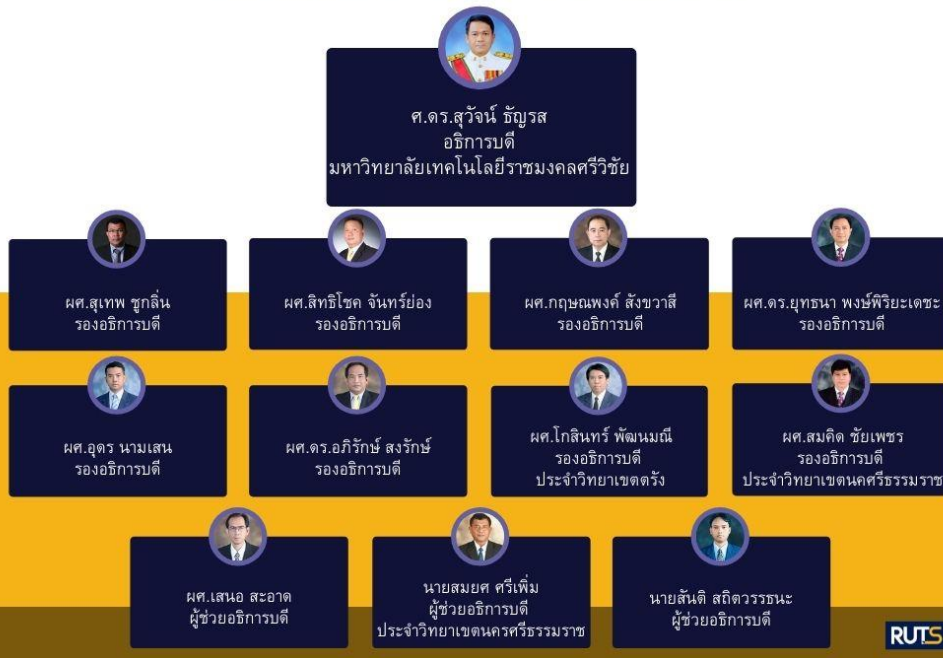 ศ.ดร.สุวัจน์ ธัญรส
อธิการบดี
มหาวิทยาลัยเทคโนโลยีราชมงคลศรีวิชัย
ผศ.สุเทพ ชูกลิ่น
รองอธิการบดี
ผศ.สิทธิโชค จันทร์ย่อง
รองอธิการบดี
ผศ.กฤษณพงค์ สังขวาสี
รองอธิการบดี
ผศ.ดร.ยุทธนา พงษ์พิริยะเดชะ
รองอธิการบดี
ผศ.อุดร นามเสน
รองอธิการบดี
ผศ.ดร.อภิรักษ์ สงรักษ์
รองอธิการบดี
ผศ.โกสินทร์ พัฒนมณี
รองอธิการบดี
ประจำวิทยาเขตตรัง
ผศ.สมคิด ชัยเพชร
รองอธิการบดี
ประจำวิทยาเขตนคศรีธรรมราช
ผศ.เสนอ สะอาด
ผู้ช่วยอธิการบดี
นายสมยศ ศรีเพิ่ม
ผู้ช่วยอธิการบดี
ประจำวิทยาเขตนครศรีธรรมราช
นายสันติ สถิตวรรธนะ
ผู้ช่วยอธิการบดี
RUTS